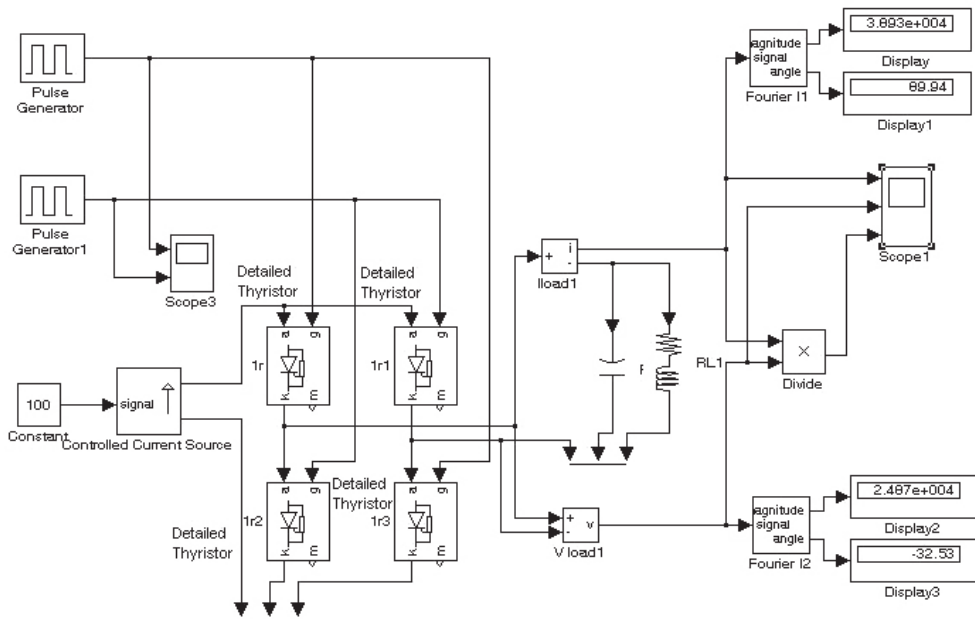 Pulse
Generator
Pulse
Generator1
Scope3
Detailed
Thyristor
Detailed
Thyristor
a
g
1r
k
m
a
g
1r1
k
m
100
Constant
signal
Controlled Current Source
a
g
1r2
k
m
Detailed
Thyristor
Detailed
Thyristor
a
g
1r3
k
m
+
i
-
Iload1
RL1
+
-
v
V load1
agnitude
signal
angle
Fourier I1
3.893e+004
Display
89.94
Display1
Scope1
×
Divide
agnitude
signal
angle
Fourier I2
2.487e+004
Display2
-32.53
Display3